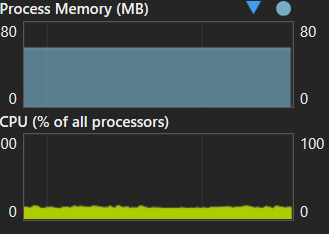 Process Memory (MB)
80 80
0 0
CPU (% of all processors)
00 100
0 0